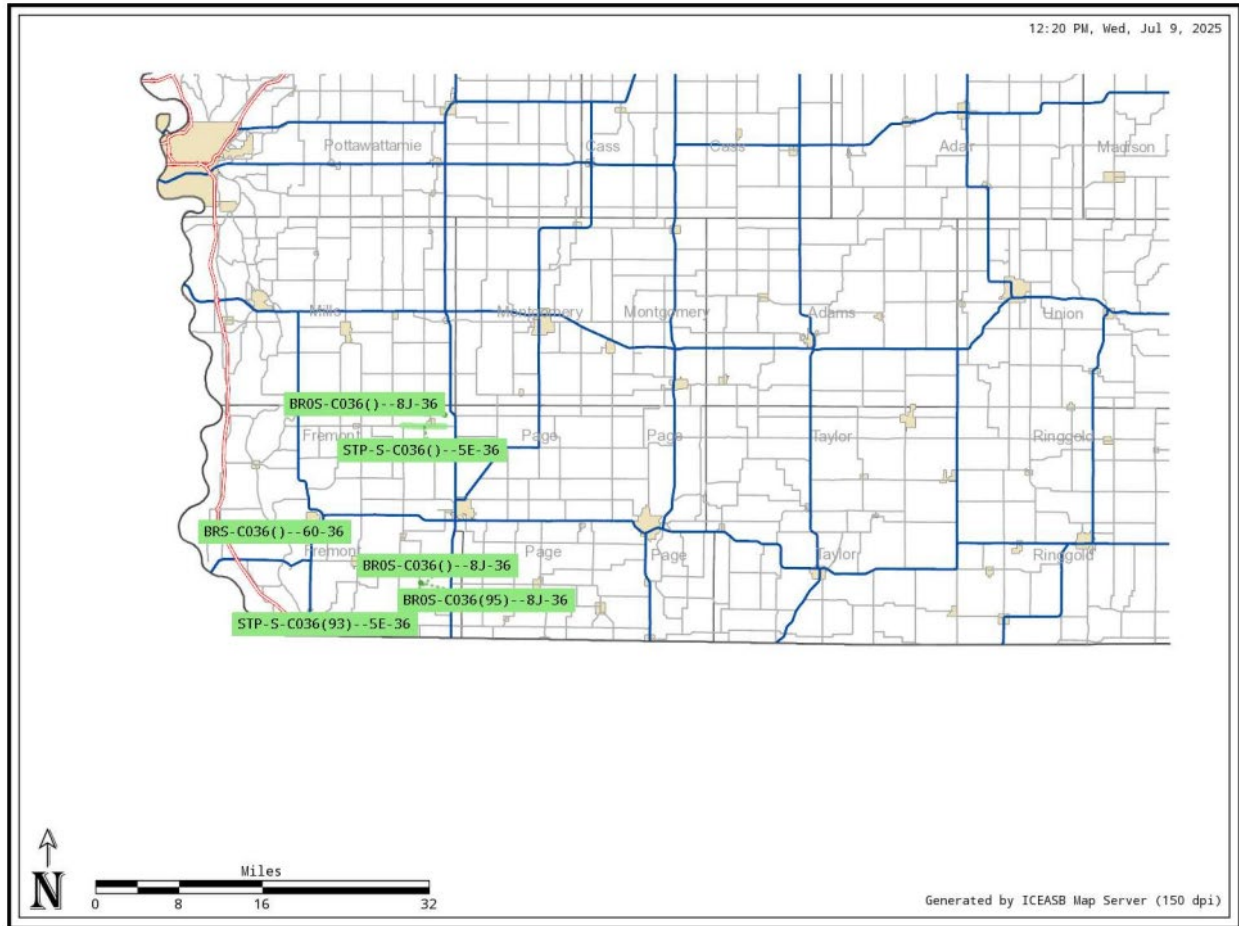 12:20 PM, Wed, Jul 9, 2025
Pottawattamie
Cass
Cass
Adair
Madison
Mills
Montgomery
Montgomery
Adams
Union
BROS-C036()--8J-36
Fremont
Page
Page
Taylor
Ringgold
STP-S-C036()--5E-36
BRS-C036()--60-36
Fremont
Page
Page
Taylor
Ringgold
BROS-C036()--8J-36
BROS-C036(95)--8J-36
STP-S-C036(93)--5E-36
Miles
N
0 8 16 32
Generated by ICEASB Map Server (150 dpi)